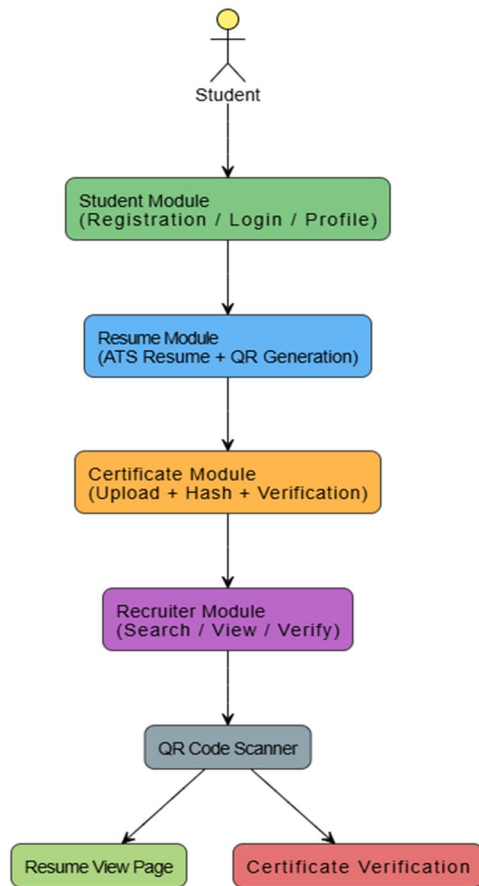 Student
Student Module
(Registration / Login / Profile)
Resume Module
(ATS Resume + QR Generation)
Certificate Module
(Upload + Hash + Verification)
Recruiter Module
(Search / View / Verify)
QR Code Scanner
Resume View Page
Certificate Verification